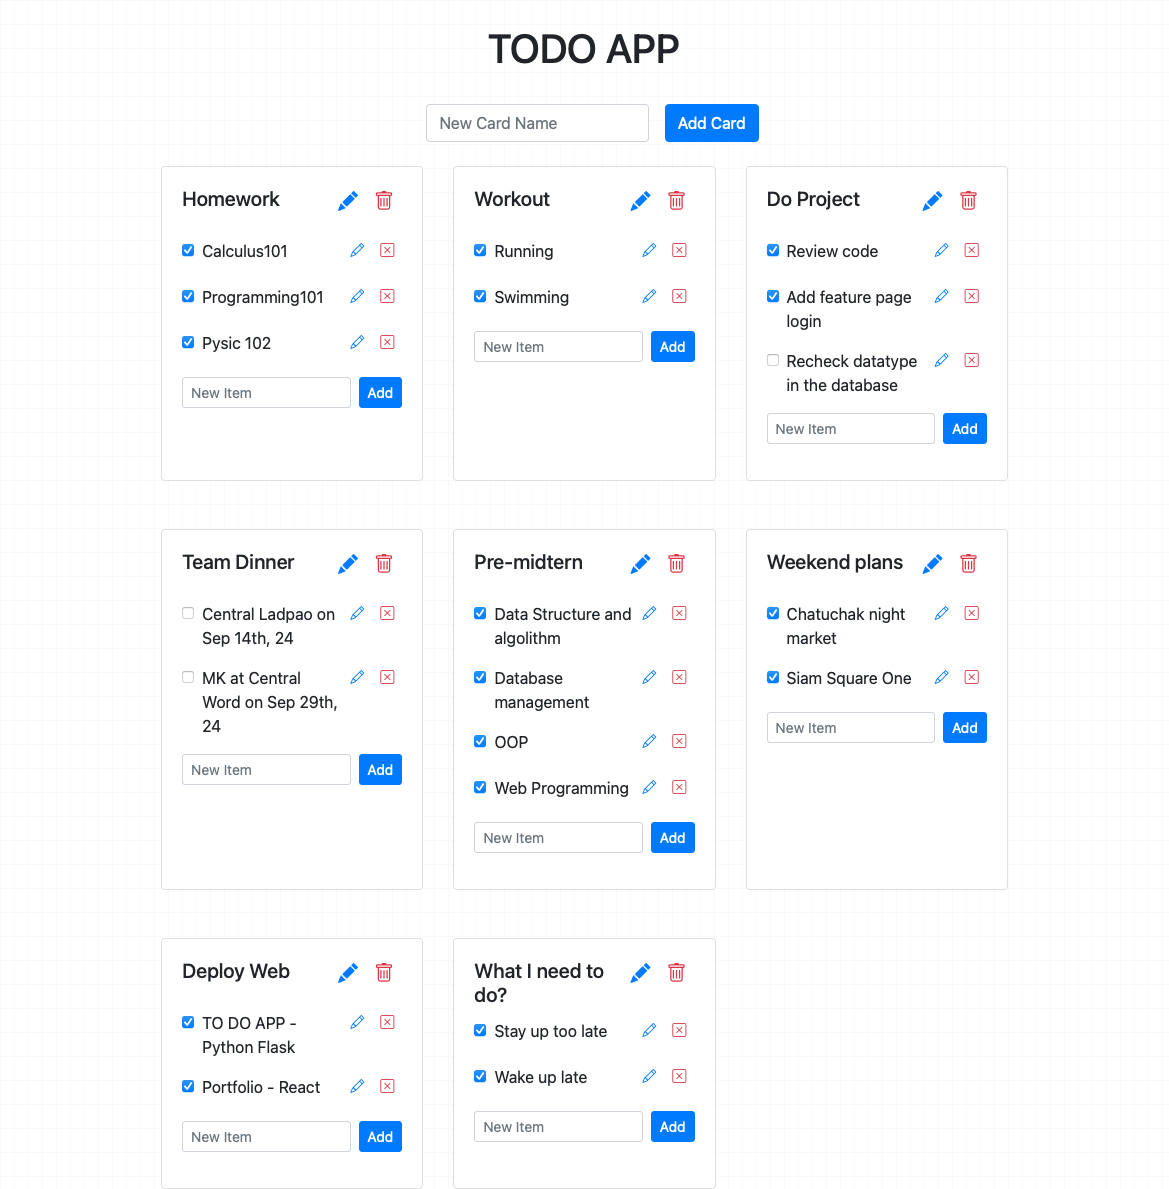 TODO APP
New Card Name
Add Card
Homework
Calculus101
Programming101
Pysic 102
New Item
Add
Workout
Running
Swimming
New Item
Add
Do Project
Review code
Add feature page
login
Recheck datatype
in the database
New Item
Add
Team Dinner
Central Ladpao on
Sep 14th, 24
MK at Central
Word on Sep 29th,
24
New Item
Add
Pre-midtern
Data Structure and
algolithm
Database
management
OOP
Web Programming
New Item
Add
Weekend plans
Chatuchak night
market
Siam Square One
New Item
Add
Deploy Web
TO DO APP -
Python Flask
Portfolio - React
New Item
Add
What I need to
do?
Stay up too late
Wake up late
New Item
Add